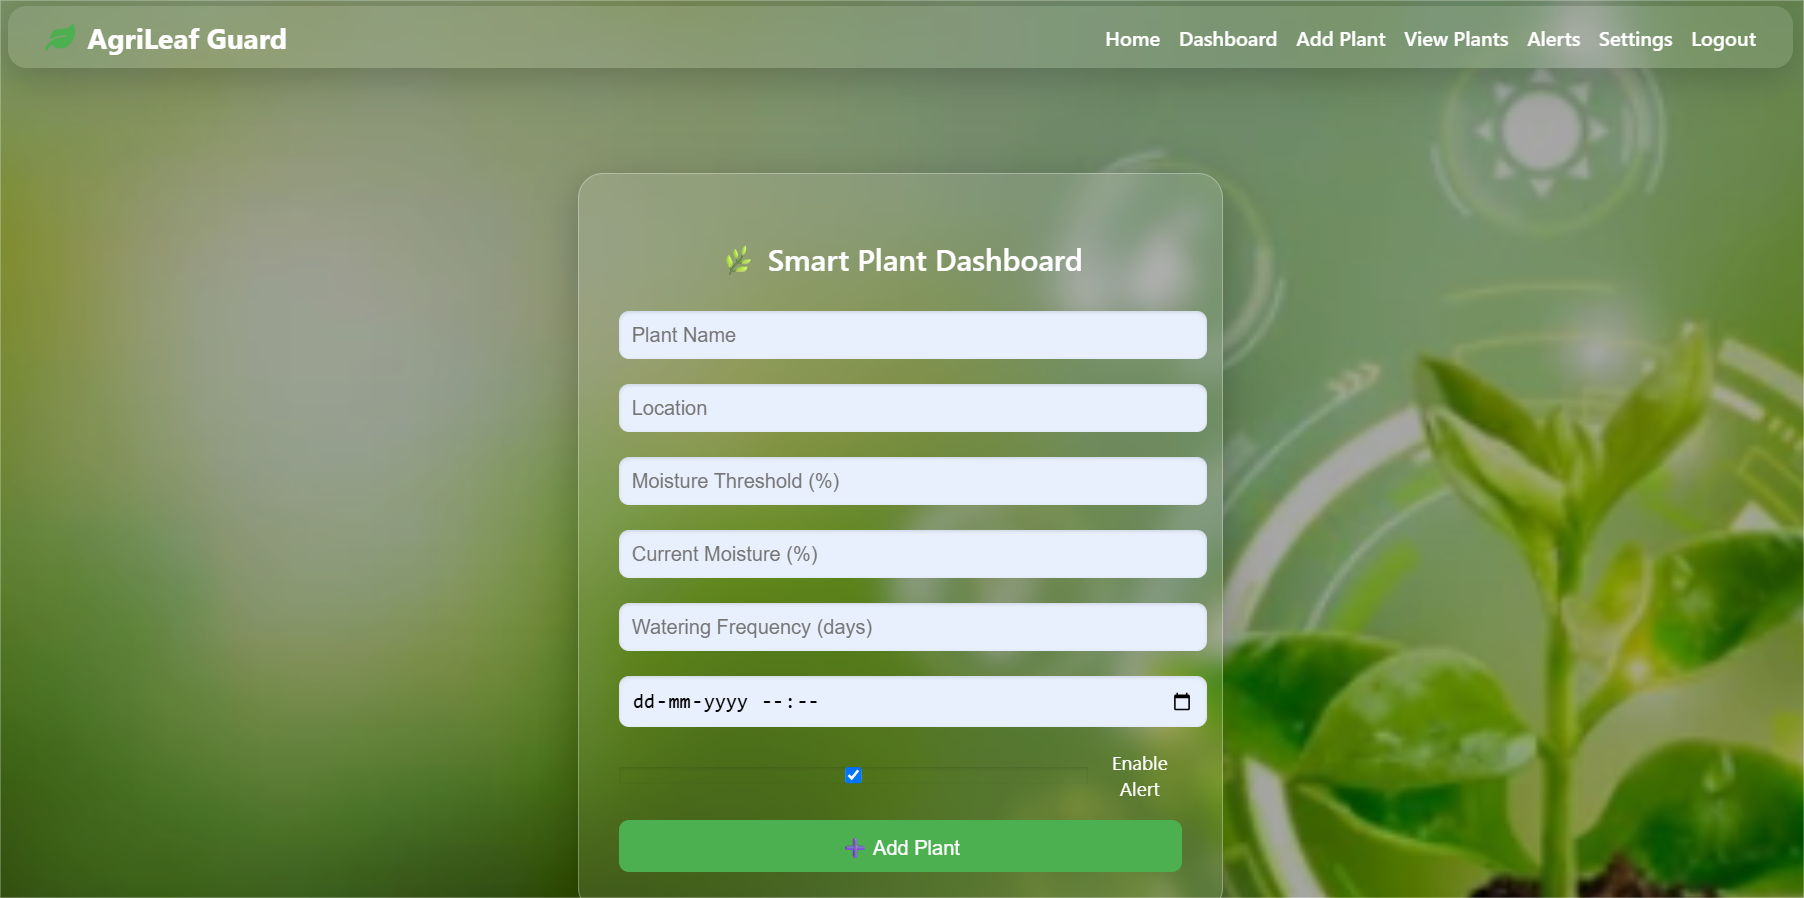 AgriLeaf Guard
Home Dashboard Add Plant View Plants Alerts Settings Logout
Smart Plant Dashboard
Plant Name
Location
Moisture Threshold (%)
Current Moisture (%)
Watering Frequency (days)
dd-mm-yyyy --:--
Enable
Alert
➕ Add Plant